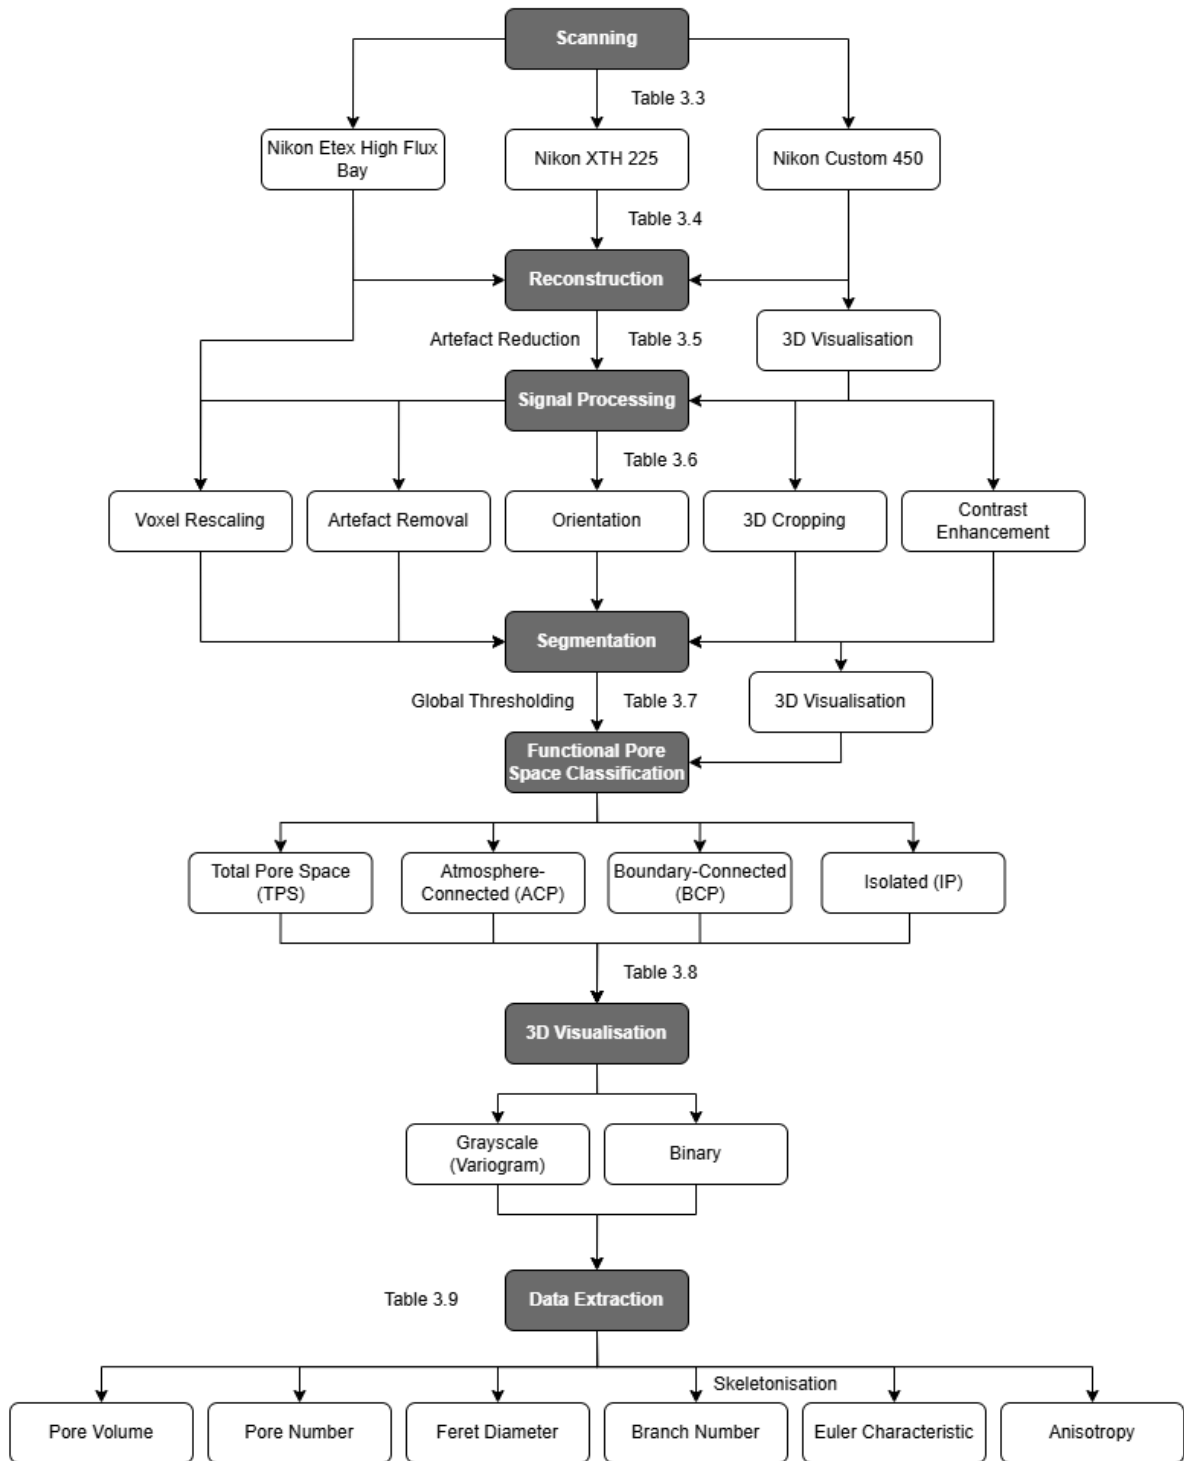 Scanning
Table 3.3
Nikon Etex High Flux
Bay
Nikon XTH 225
Nikon Custom 450
Table 3.4
Reconstruction
Artefact Reduction
Table 3.5
3D Visualisation
Signal Processing
Table 3.6
Voxel Rescaling
Artefact Removal
Orientation
3D Cropping
Contrast
Enhancement
Segmentation
Global Thresholding
Table 3.7
3D Visualisation
Functional Pore
Space Classification
Total Pore Space
(TPS)
Atmosphere-
Connected (ACP)
Boundary-Connected
(BCP)
Isolated (IP)
Table 3.8
3D Visualisation
Grayscale
(Variogram)
Binary
Table 3.9
Data Extraction
Skeletonisation
Pore Volume
Pore Number
Feret Diameter
Branch Number
Euler Characteristic
Anisotropy